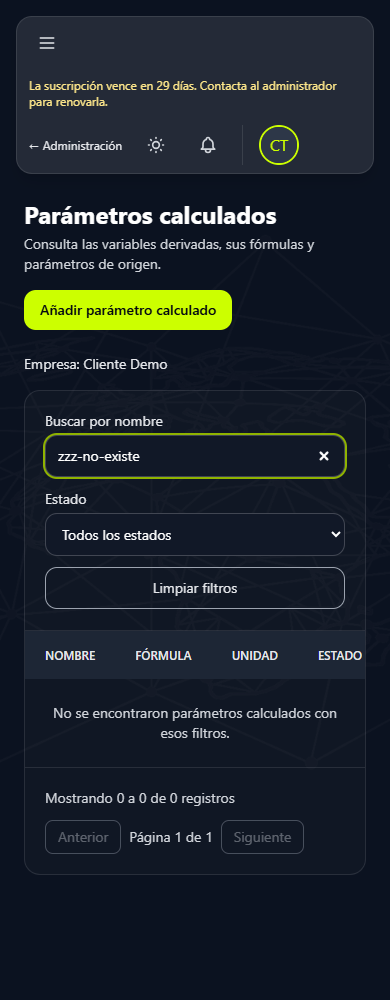 La suscripción vence en 29 días. Contacta al administrador
para renovarla.
← Administración
CT
Parámetros calculados
Consulta las variables derivadas, sus fórmulas y
parámetros de origen.
Añadir parámetro calculado
Empresa: Cliente Demo
Buscar por nombre
zzz-no-existe
Estado
Todos los estados
Limpiar filtros
NOMBRE FÓRMULA UNIDAD ESTADO
No se encontraron parámetros calculados con
esos filtros.
Mostrando 0 a 0 de 0 registros
Anterior Página 1 de 1 Siguiente